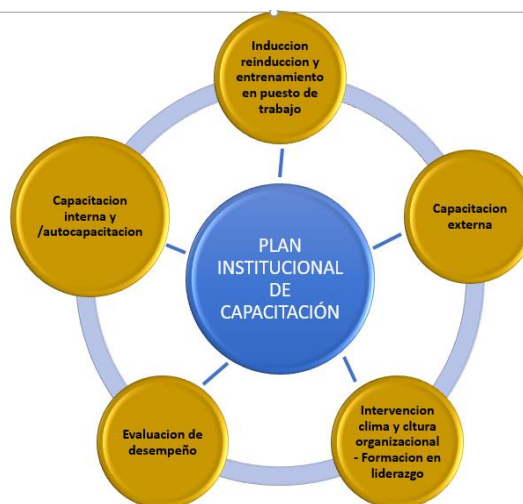 Induccion
reinduccion y
entrenamiento
en puesto de
trabajo
Capacitacion
interna y
/autocapacitacion
Capacitacion
externa
PLAN
INSTITUCIONAL
DE
CAPACITACIÓN
Evaluacion de
desempeño
Intervencion
clima y cltura
organizacional
- Formacion en
liderazgo